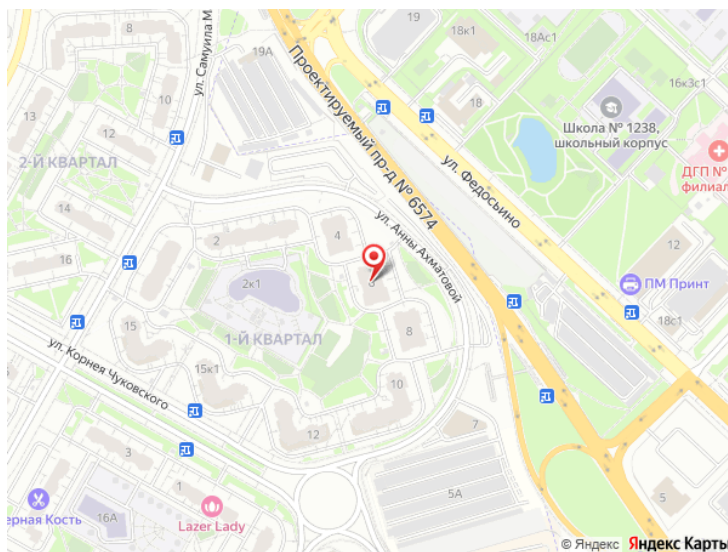 19
18к1
18Ас1
16к3с1
19А
18
Школа № 1238,
школьный корпус
ДГП №
филиал
ул. Самуила М
Проектируемый пр-д № 6574
ул. Федосьино
8
10
11
12
13
2-Й КВАРТАЛ
14
16
2
4
ул. Анны Ахматовой
12
ПМ Принт
18с1
2к1
1-Й КВАРТАЛ
8
15
15к1
10
12
ул. Корнея Чуковского
7
5А
5
3
1
4
16А
ерная Кость
Lazer Lady
© Яндекс Яндекс Карты